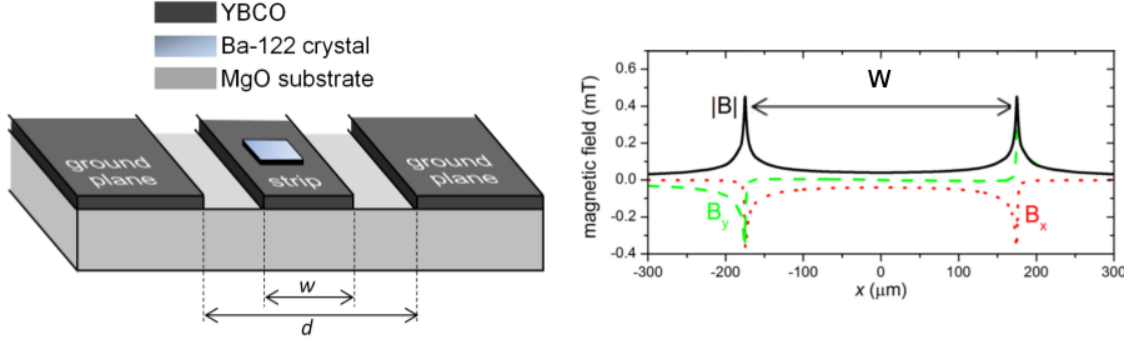 YBCO
Ba-122 crystal
MgO substrate
ground
plane
strip
ground
plane
w
d
magnetic field (mT)
0.6
0.4
0.2
0.0
-0.2
-0.4
|B|
W
By
Bx
-300
-200
-100
0
100
200
300
x (μm)